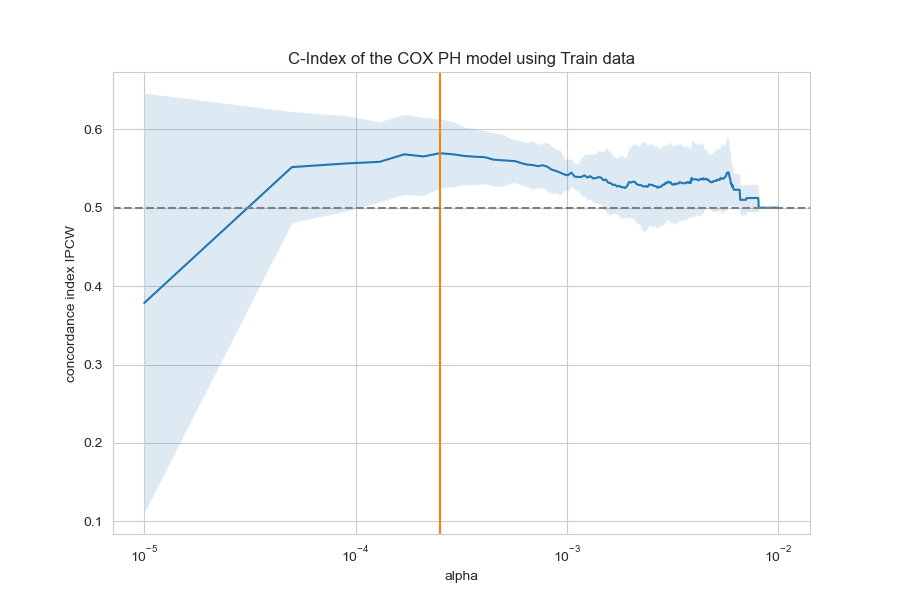 C-Index of the COX PH model using Train data
concordance index IPCW
0.6
0.5
0.4
0.3
0.2
0.1
10⁻⁵ 10⁻⁴ 10⁻³ 10⁻²
alpha